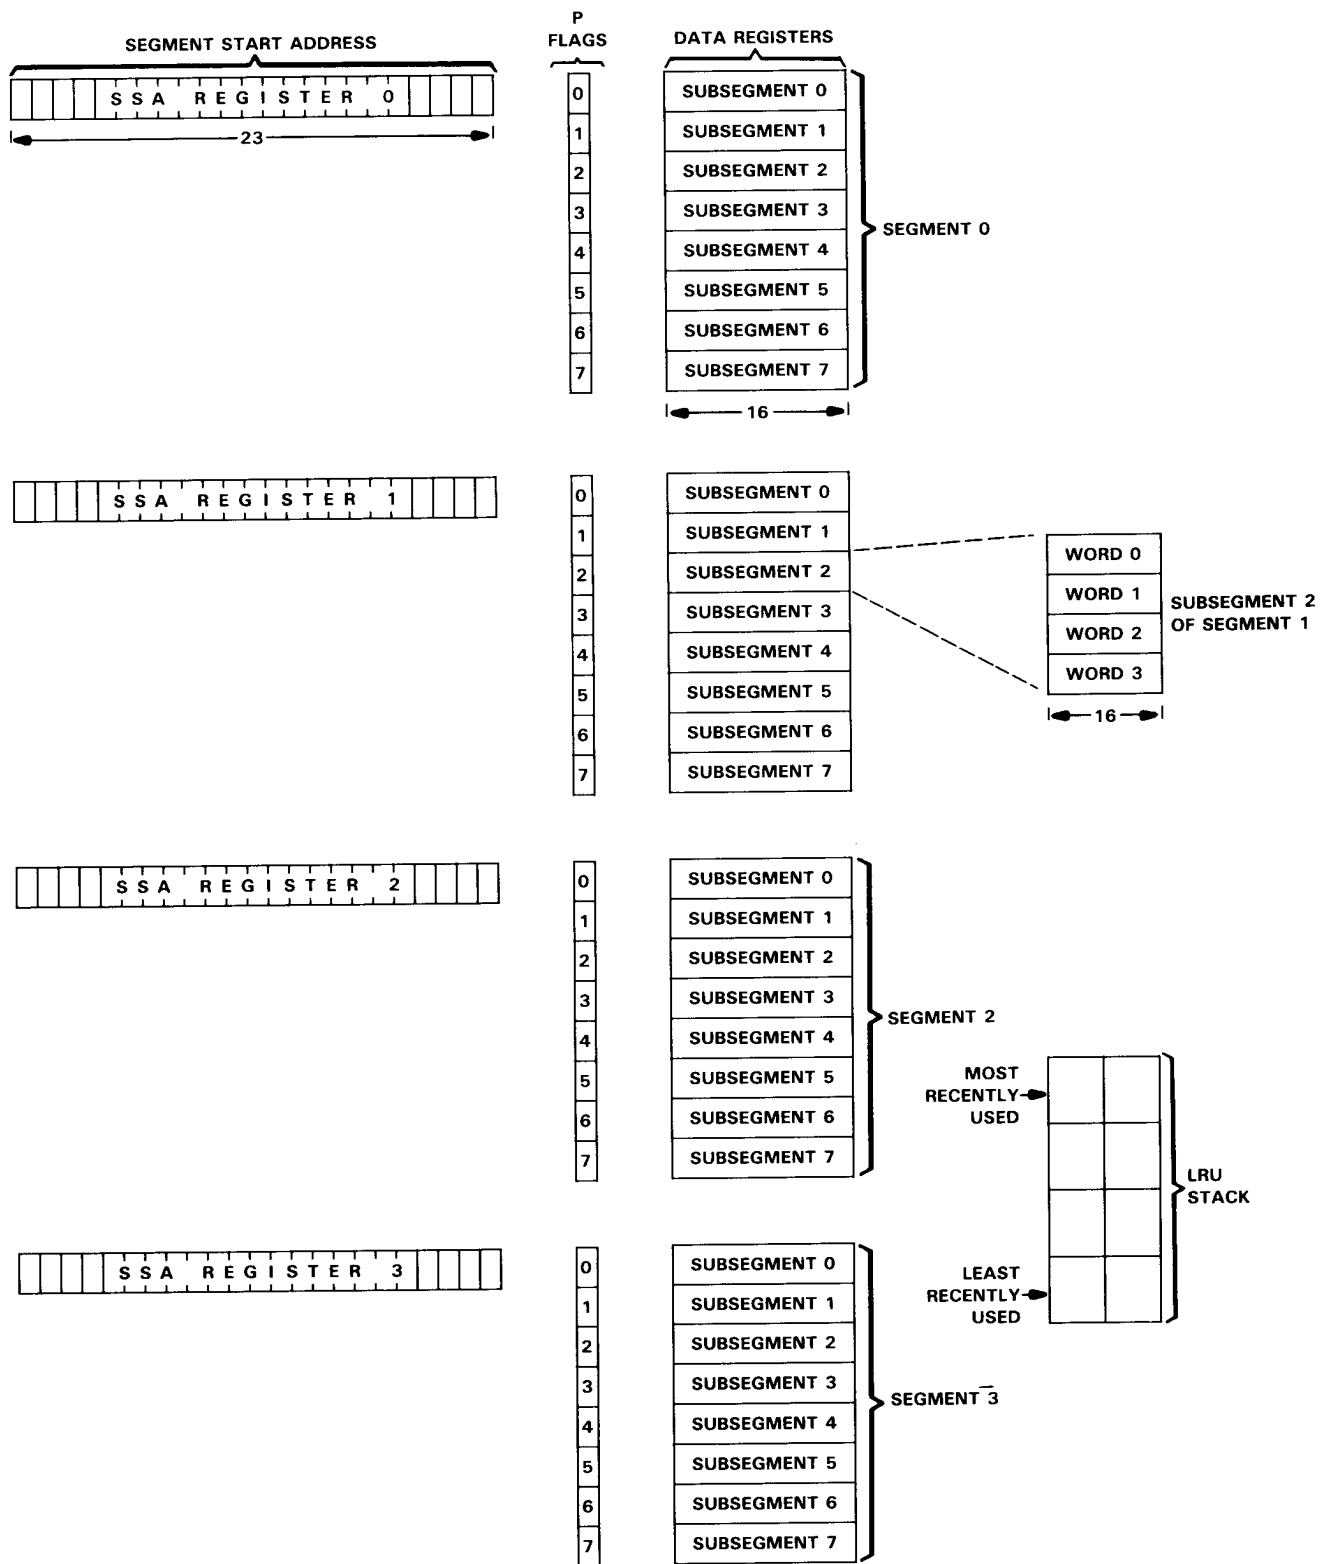 SEGMENT START ADDRESS
P
FLAGS
DATA REGISTERS
SSA REGISTER 0
23
0
1
2
3
4
5
6
7
SUBSEGMENT 0
SUBSEGMENT 1
SUBSEGMENT 2
SUBSEGMENT 3
SUBSEGMENT 4
SUBSEGMENT 5
SUBSEGMENT 6
SUBSEGMENT 7
SEGMENT 0
16
SSA REGISTER 1
0
1
2
3
4
5
6
7
SUBSEGMENT 0
SUBSEGMENT 1
SUBSEGMENT 2
SUBSEGMENT 3
SUBSEGMENT 4
SUBSEGMENT 5
SUBSEGMENT 6
SUBSEGMENT 7
WORD 0
WORD 1
WORD 2
WORD 3
SUBSEGMENT 2
OF SEGMENT 1
16
SSA REGISTER 2
0
1
2
3
4
5
6
7
SUBSEGMENT 0
SUBSEGMENT 1
SUBSEGMENT 2
SUBSEGMENT 3
SUBSEGMENT 4
SUBSEGMENT 5
SUBSEGMENT 6
SUBSEGMENT 7
SEGMENT 2
MOST
RECENTLY
USED
LRU
STACK
LEAST
RECENTLY
USED
SSA REGISTER 3
0
1
2
3
4
5
6
7
SUBSEGMENT 0
SUBSEGMENT 1
SUBSEGMENT 2
SUBSEGMENT 3
SUBSEGMENT 4
SUBSEGMENT 5
SUBSEGMENT 6
SUBSEGMENT 7
SEGMENT 3